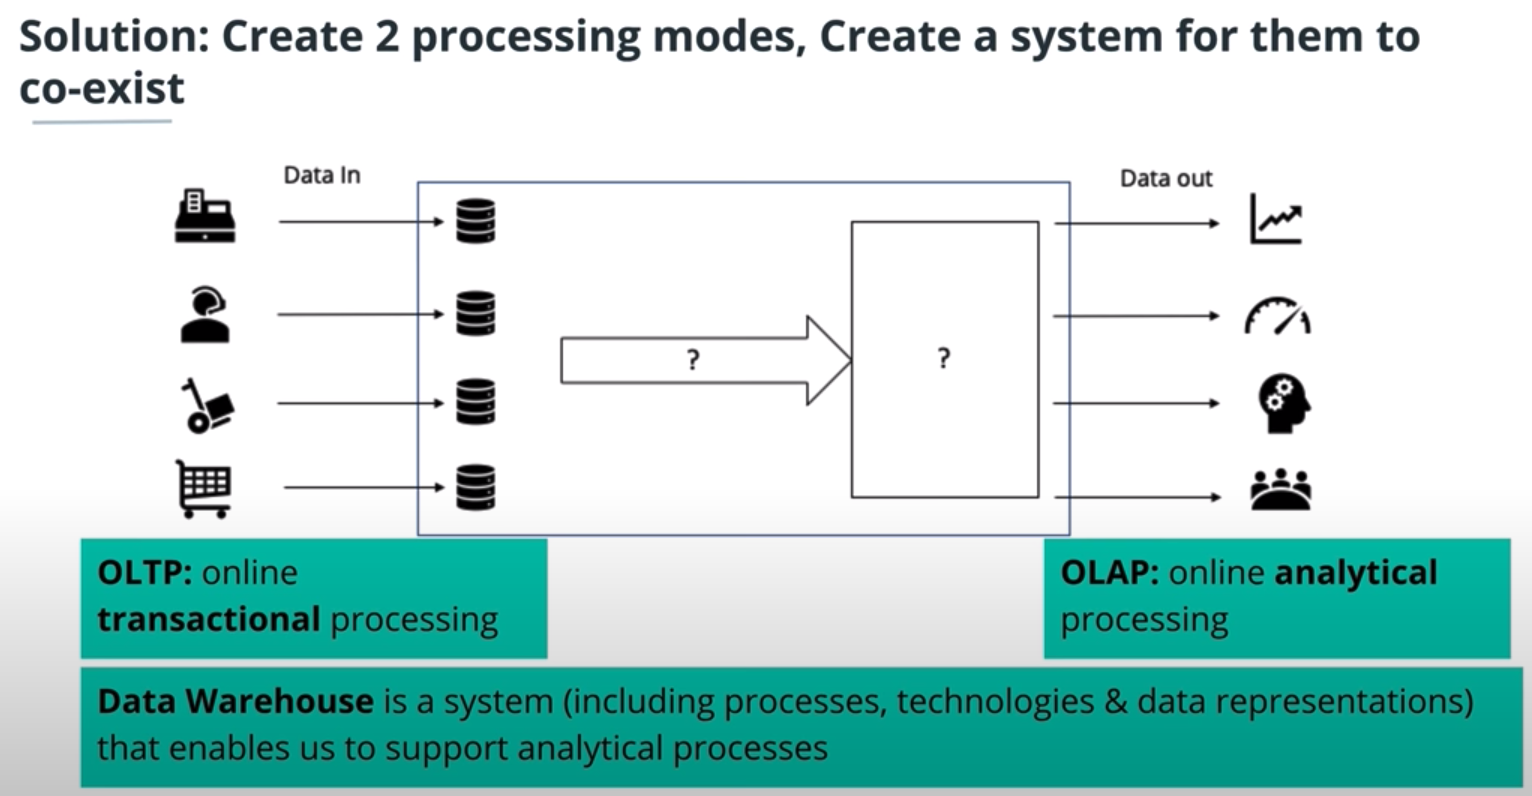 Solution: Create 2 processing modes, Create a system for them to
co-exist
Data In
Data out
?
?
OLTP: online
transactional processing
OLAP: online analytical
processing
Data Warehouse is a system (including processes, technologies & data representations)
that enables us to support analytical processes